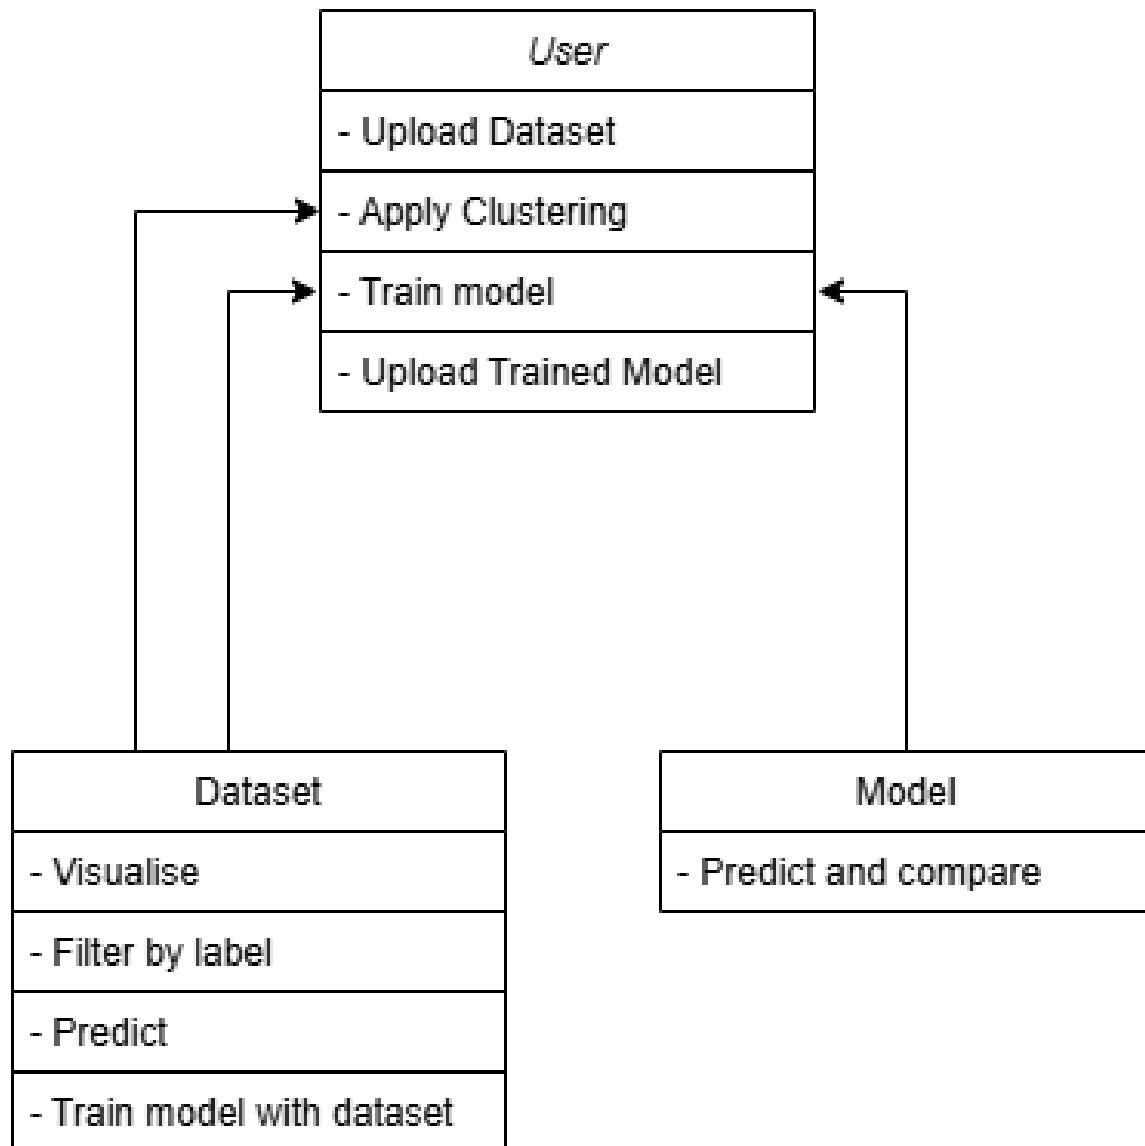 User
- Upload Dataset
- Apply Clustering
- Train model
- Upload Trained Model
Dataset
- Visualise
- Filter by label
- Predict
- Train model with dataset
Model
- Predict and compare